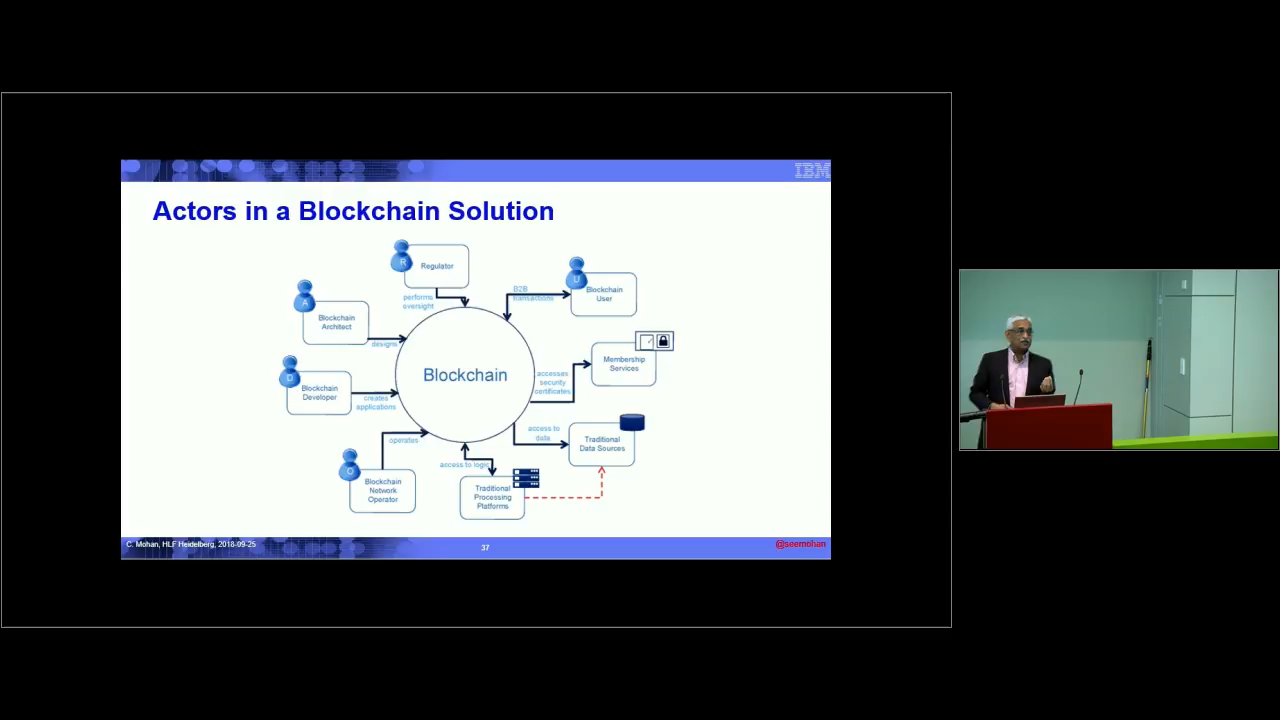 IBM
Actors in a Blockchain Solution
R
Regulator
performs
oversight
U
Blockchain
User
B2B
transactions
A
Blockchain
Architect
designs
Membership
Services
accesses
security
certificates
Blockchain
D
Blockchain
Developer
creates
applications
access to
data
Traditional
Data Sources
operates
O
Blockchain
Network
Operator
access to logic
Traditional
Processing
Platforms
C. Mohan, HLF Heidelberg, 2018-09-25
37
@seemohan